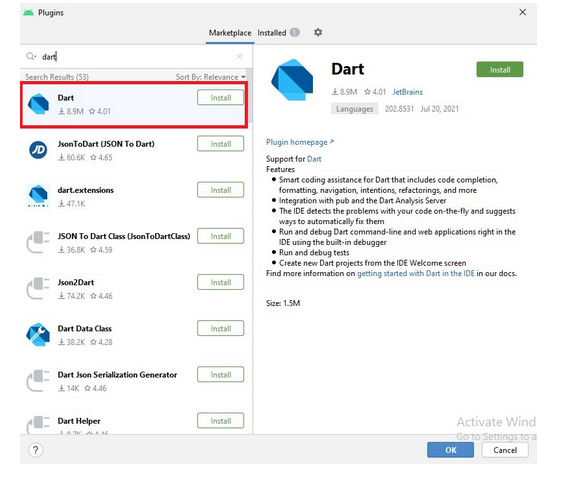 Plugins
Marketplace Installed 1
dart
Search Results (53) Sort By: Relevance
Dart
8.9M 4.01
Install
JsonToDart (JSON To Dart)
60.6K 4.65
Install
dart.extensions
47.1K
Install
JSON To Dart Class (JsonToDartClass)
36.8K 4.59
Install
Json2Dart
74.2K 4.46
Install
Dart Data Class
38.2K 4.28
Install
Dart Json Serialization Generator
14K 4.46
Install
Dart Helper
Install
Dart
Install
8.9M 4.01 JetBrains
Languages 202.8531 Jul 20, 2021
Plugin homepage
Support for Dart
Features
Smart coding assistance for Dart that includes code completion,
formatting, navigation, intentions, refactorings, and more
Integration with pub and the Dart Analysis Server
The IDE detects the problems with your code on-the-fly and suggests
ways to automatically fix them
Run and debug Dart command-line and web applications right in the
IDE using the built-in debugger
Run and debug tests
Create new Dart projects from the IDE Welcome screen
Find more information on getting started with Dart in the IDE in our docs.
Size: 1.5M
Activate Wind
Go to Settings to a
?
OK Cancel